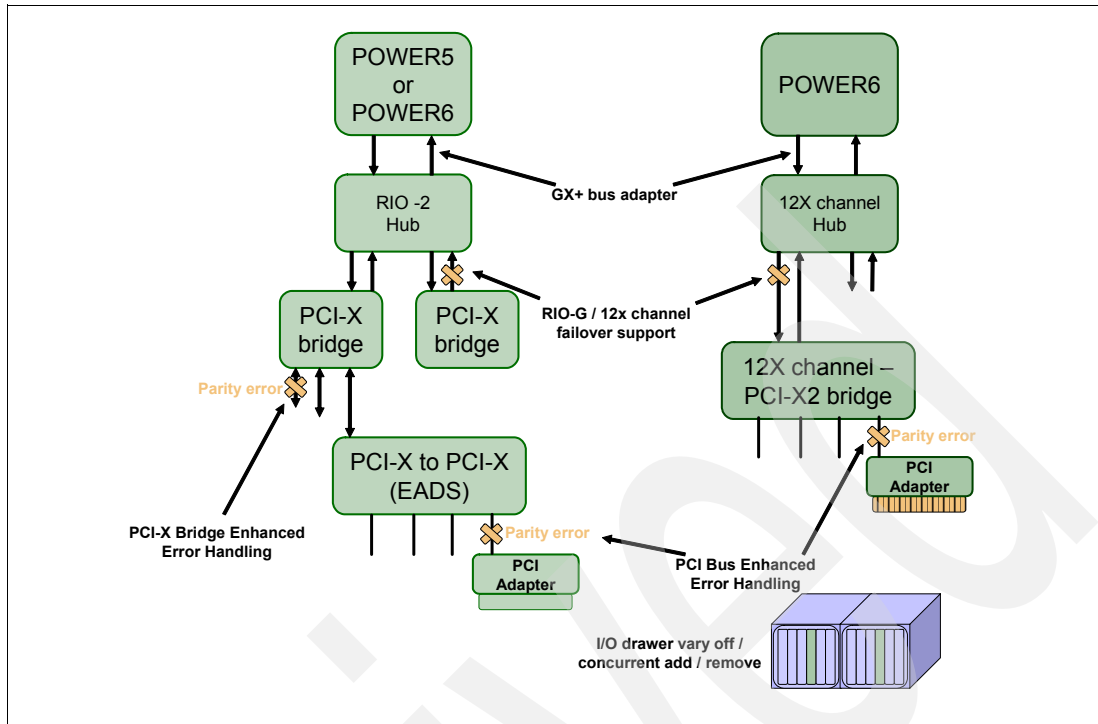 POWER5
or
POWER6
POWER6
GX+ bus adapter
RIO -2
Hub
12X channel
Hub
PCI-X
bridge
PCI-X
bridge
RIO-G / 12x channel
failover support
12X channel –
PCI-X2 bridge
Parity error
Parity error
PCI
Adapter
PCI-X to PCI-X
(EADS)
PCI-X Bridge Enhanced
Error Handling
Parity error
PCI
Adapter
PCI Bus Enhanced
Error Handling
I/O drawer vary off /
concurrent add / remove